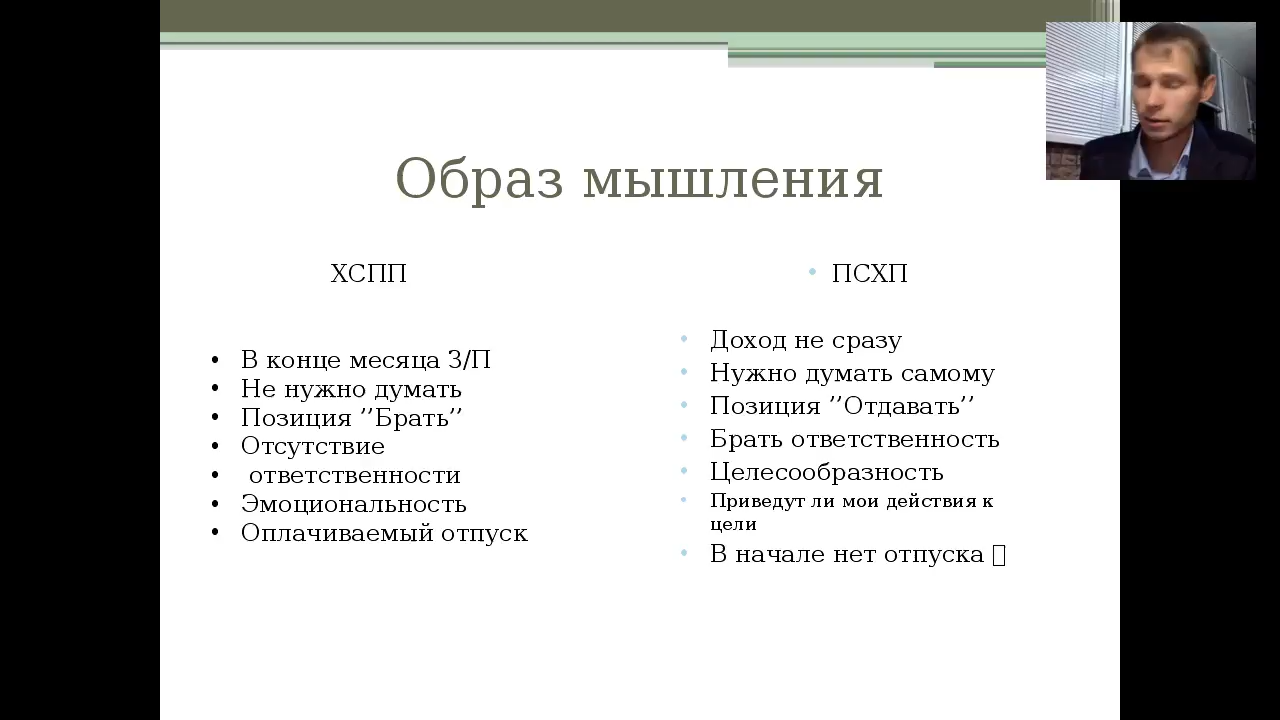 Образ мышления
ХСПП
• В конце месяца З/П
• Не нужно думать
• Позиция ’’Брать’’
• Отсутствие
• ответственности
• Эмоциональность
• Оплачиваемый отпуск
• ПСХП
• Доход не сразу
• Нужно думать самому
• Позиция ’’Отдавать’’
• Брать ответственность
• Целесообразность
• Приведут ли мои действия к
цели
• В начале нет отпуска